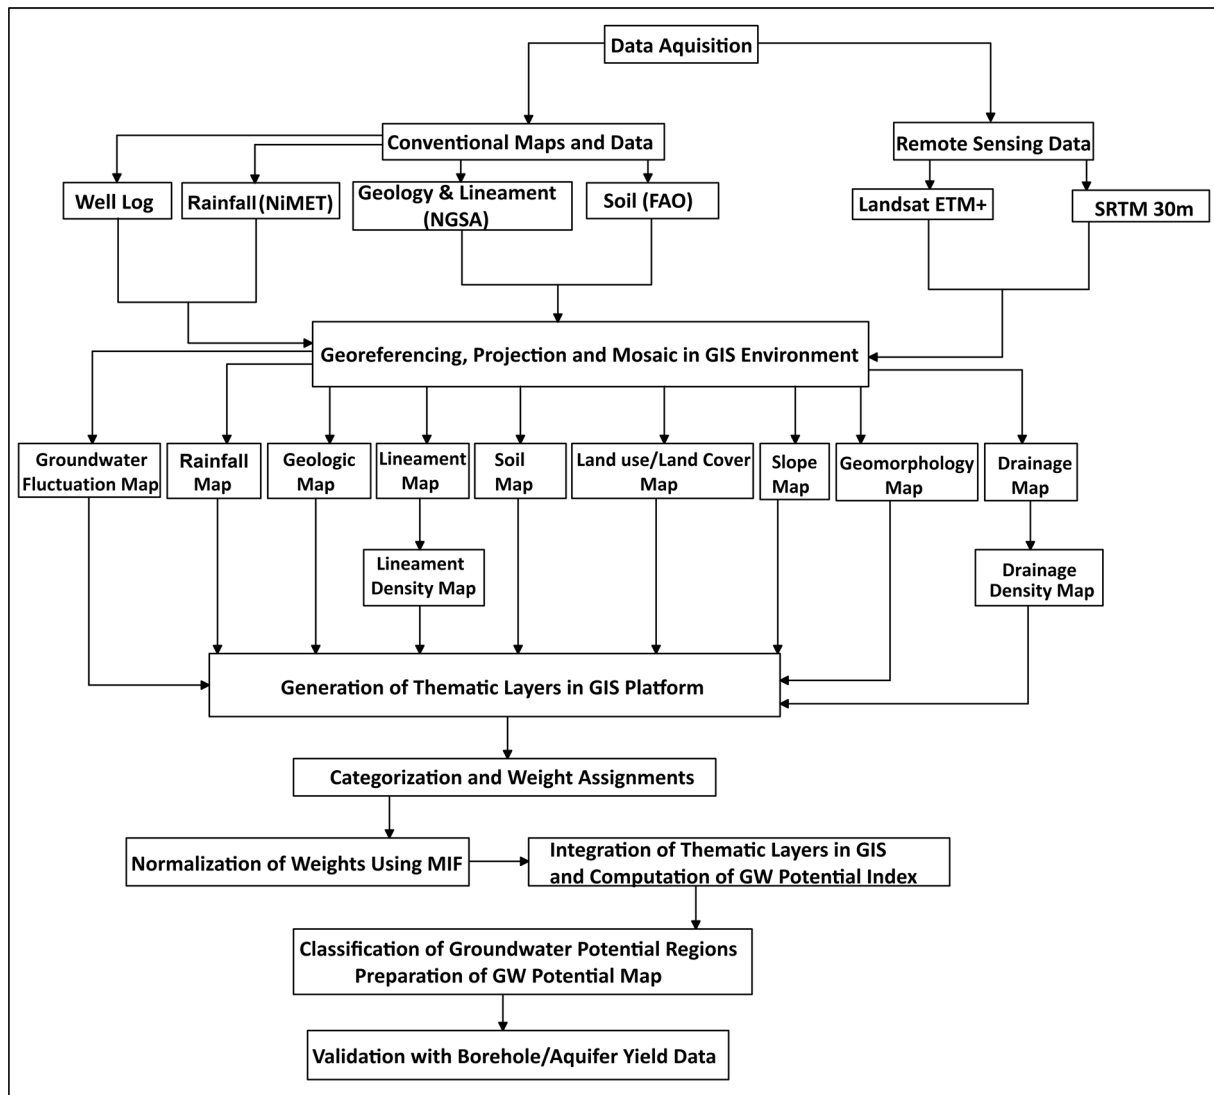 Data Aquisition
Conventional Maps and Data
Remote Sensing Data
Well Log
Rainfall (NiMET)
Geology & Lineament
(NGSA)
Soil (FAO)
Landsat ETM+
SRTM 30m
Georeferencing, Projection and Mosaic in GIS Environment
Groundwater
Fluctuation Map
Rainfall
Map
Geologic
Map
Lineament
Map
Soil
Map
Land use/Land Cover
Map
Slope
Map
Geomorphology
Map
Drainage
Map
Lineament
Density Map
Drainage
Density Map
Generation of Thematic Layers in GIS Platform
Categorization and Weight Assignments
Normalization of Weights Using MIF
Integration of Thematic Layers in GIS
and Computation of GW Potential Index
Classification of Groundwater Potential Regions
Preparation of GW Potential Map
Validation with Borehole/Aquifer Yield Data